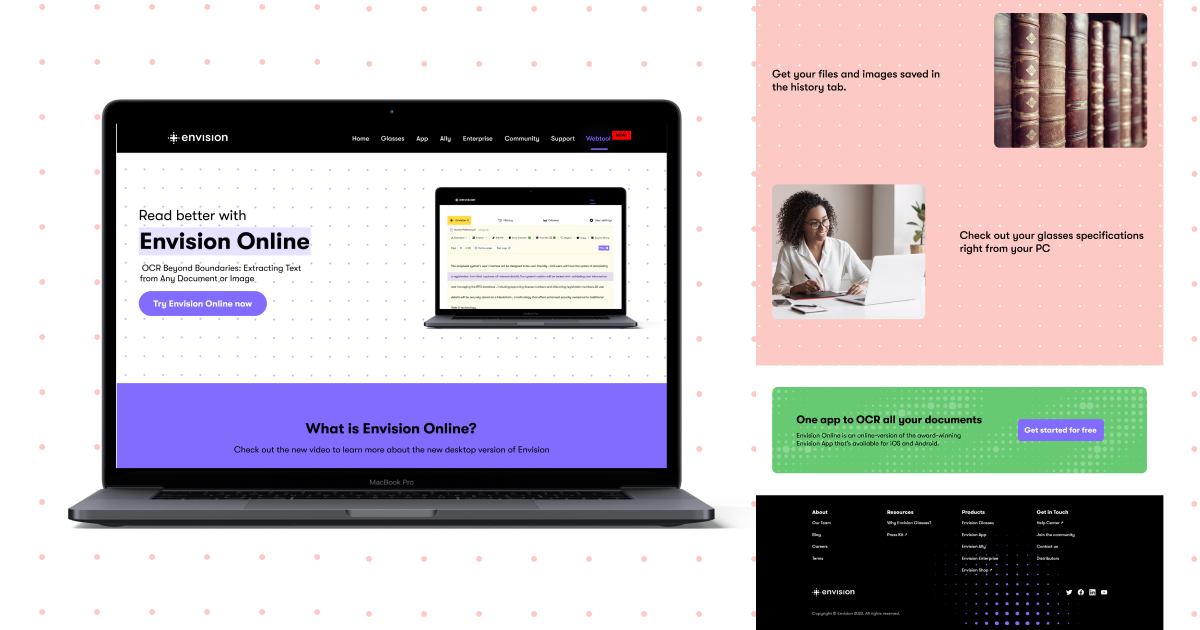 envision
Home Glasses App Ally Enterprise Community Support Webtool NEW!
Read better with
Envision Online
OCR Beyond Boundaries: Extracting Text
from Any Document or Image
Try Envision Online now
What is Envision Online?
Check out the new video to learn more about the new desktop version of Envision
MacBook Pro
Get your files and images saved in
the history tab.
Check out your glasses specifications
right from your PC
One app to OCR all your documents
Envision Online is an online-version of the award-winning
Envision App that's available for iOS and Android.
Get started for free
About
Our Team
Blog
Careers
Terms
Resources
Why Envision Glasses?
Press Kit ↗
Products
Envision Glasses
Envision App
Envision Ally
Envision Enterprise
Envision Shop ↗
Get in Touch
Help Center ↗
Join the community
Contact us
Distributors
envision
Copyright © Envision 2022. All rights reserved.